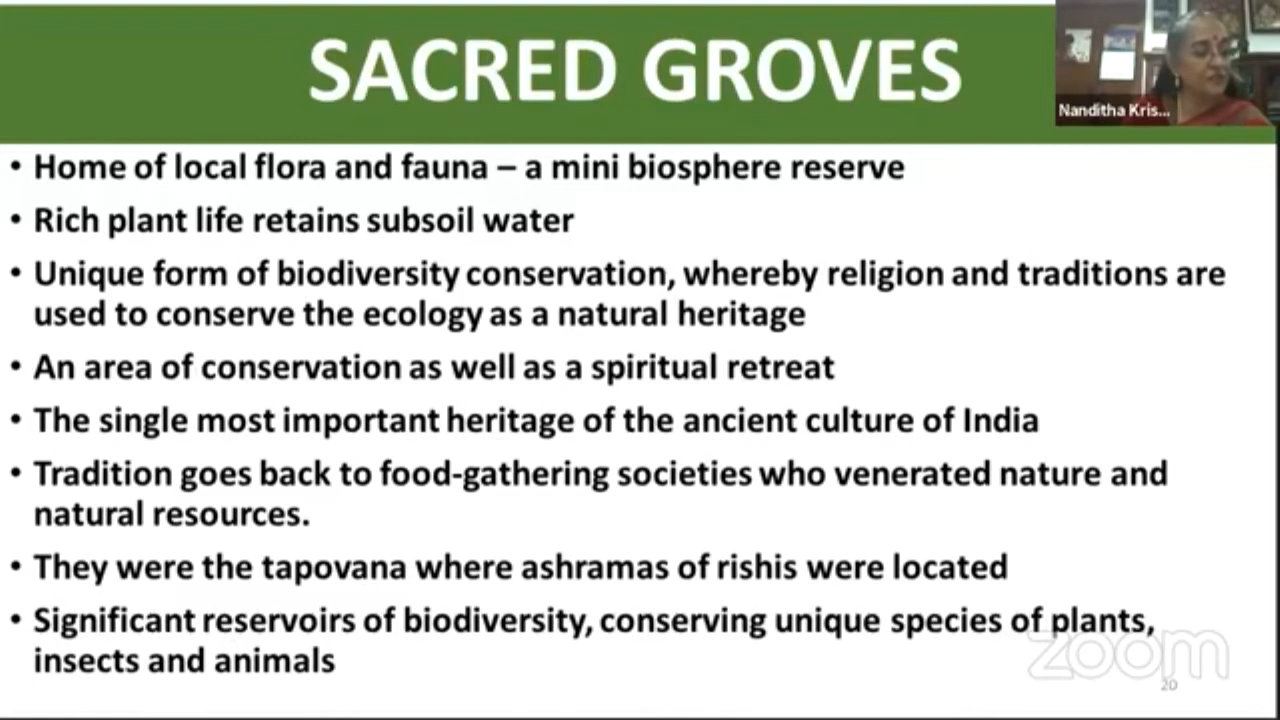 SACRED GROVES
Nanditha Kris...
• Home of local flora and fauna – a mini biosphere reserve
• Rich plant life retains subsoil water
• Unique form of biodiversity conservation, whereby religion and traditions are
used to conserve the ecology as a natural heritage
• An area of conservation as well as a spiritual retreat
• The single most important heritage of the ancient culture of India
• Tradition goes back to food-gathering societies who venerated nature and
natural resources.
• They were the tapovana where ashramas of rishis were located
• Significant reservoirs of biodiversity, conserving unique species of plants,
insects and animals
zoom
20